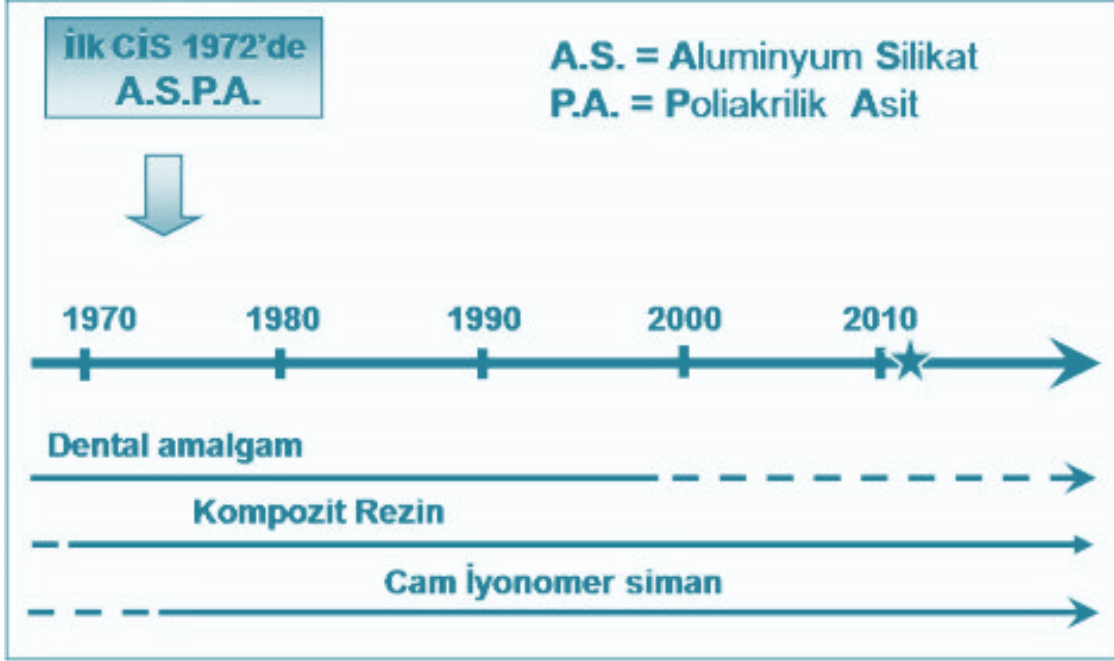 İlk CİS 1972'de
A.S.P.A.
A.S. = Aluminyum Silikat
P.A. = Poliakrilik Asit
1970 1980 1990 2000 2010
Dental amalgam
Kompozit Rezin
Cam İyonomer siman